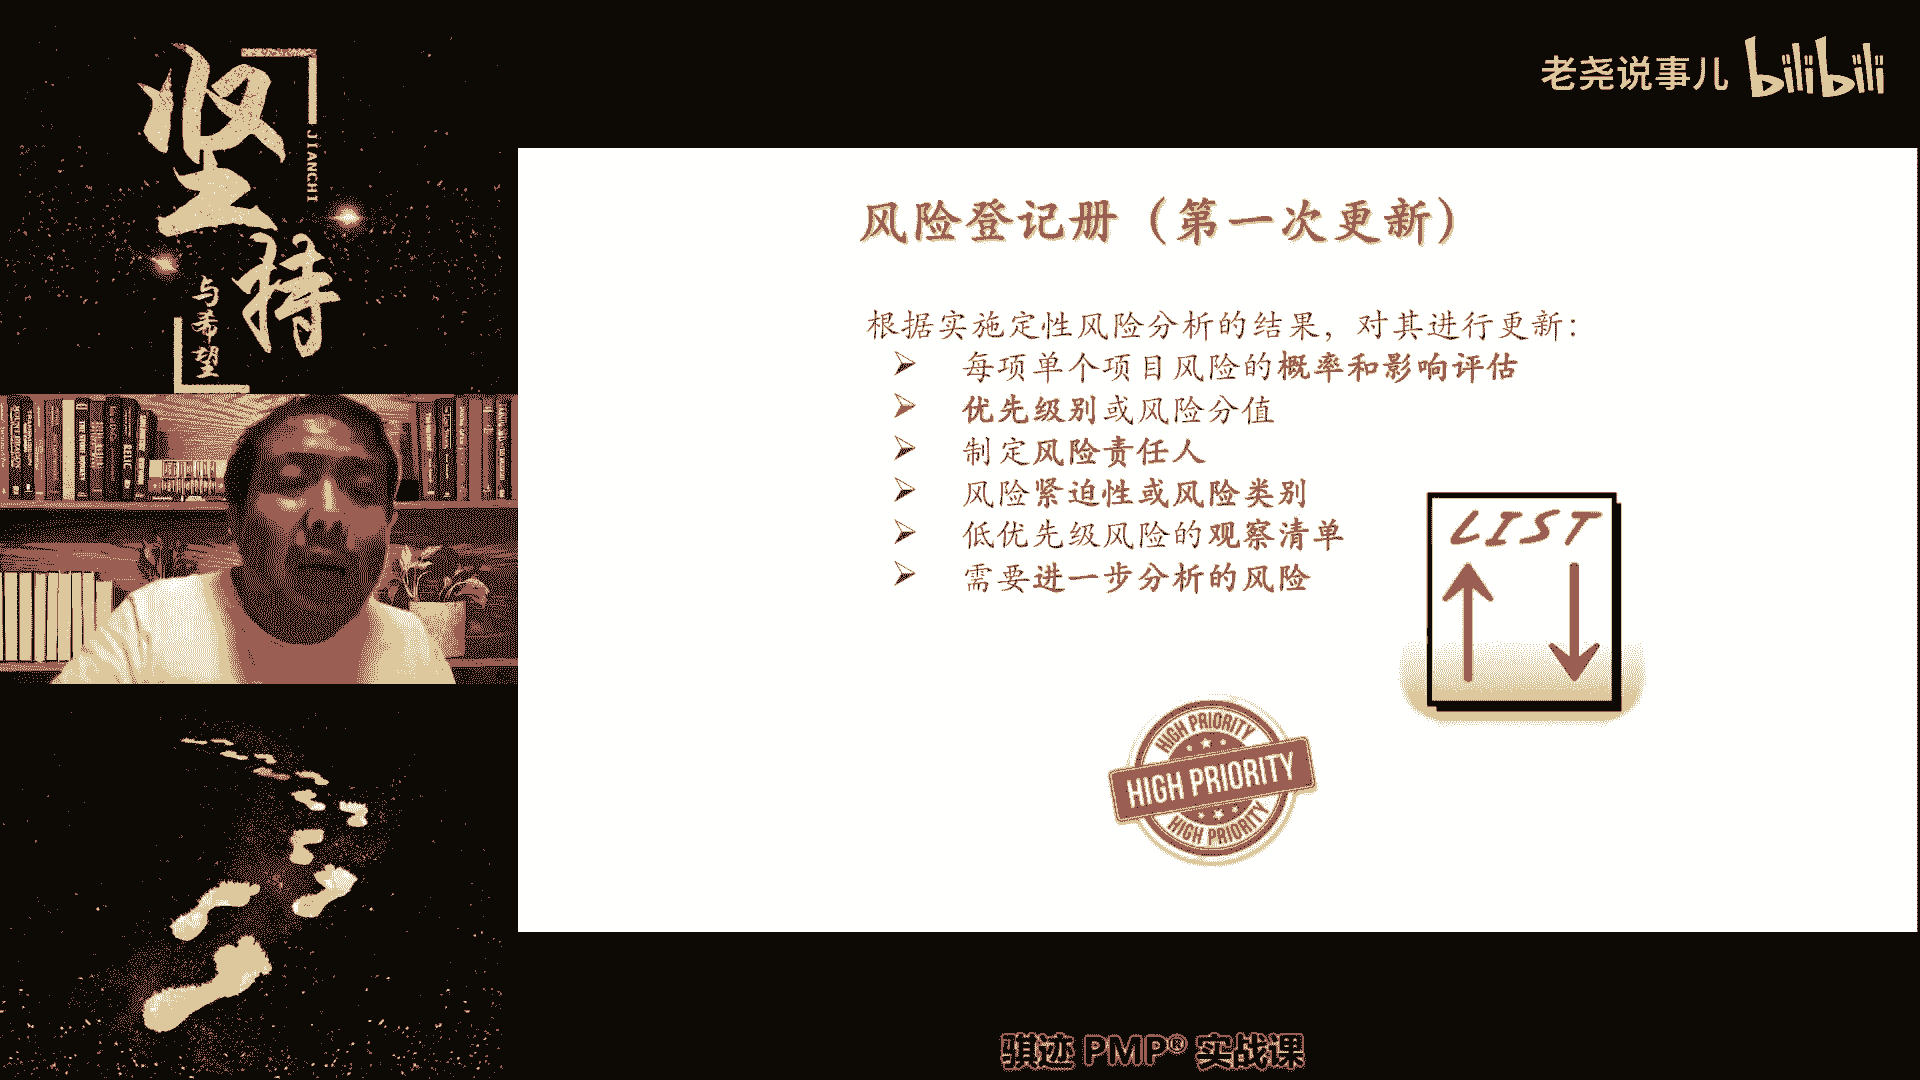 坚持
JIANCHI
与希望
老尧说事儿 bilibili
风险登记册（第一次更新）
根据实施定性风险分析的结果，对其进行更新：
➢ 每项单个项目风险的概率和影响评估
➢ 优先级别或风险分值
➢ 制定风险责任人
➢ 风险紧迫性或风险类别
➢ 低优先级风险的观察清单
➢ 需要进一步分析的风险
LIST
HIGH PRIORITY
HIGH PRIORITY
HIGH PRIORITY
骐迹 PMP® 实战课